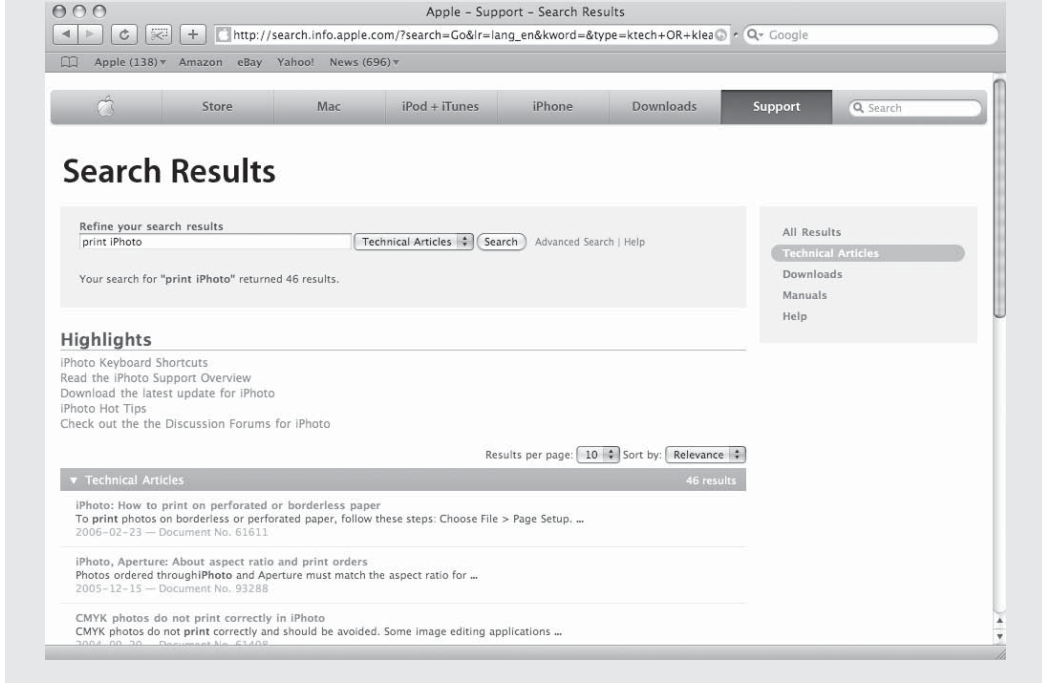 Apple – Support – Search Results
http://search.info.apple.com/?search=Go&lr=lang_en&kword=&type=ktech+OR+klea
Google
Apple (138) Amazon eBay Yahoo! News (696)
Store Mac iPod + iTunes iPhone Downloads Support Search
Search Results
Refine your search results
print iPhoto Technical Articles Search Advanced Search | Help
Your search for "print iPhoto" returned 46 results.
All Results
Technical Articles
Downloads
Manuals
Help
Highlights
iPhoto Keyboard Shortcuts
Read the iPhoto Support Overview
Download the latest update for iPhoto
iPhoto Hot Tips
Check out the the Discussion Forums for iPhoto
Results per page: 10 Sort by: Relevance
Technical Articles 46 results
iPhoto: How to print on perforated or borderless paper
To print photos on borderless or perforated paper, follow these steps: Choose File > Page Setup. ...
2006-02-23 — Document No. 61611
iPhoto, Aperture: About aspect ratio and print orders
Photos ordered throughiPhoto and Aperture must match the aspect ratio for ...
2005-12-15 — Document No. 93288
CMYK photos do not print correctly in iPhoto
CMYK photos do not print correctly and should be avoided. Some image editing applications ...